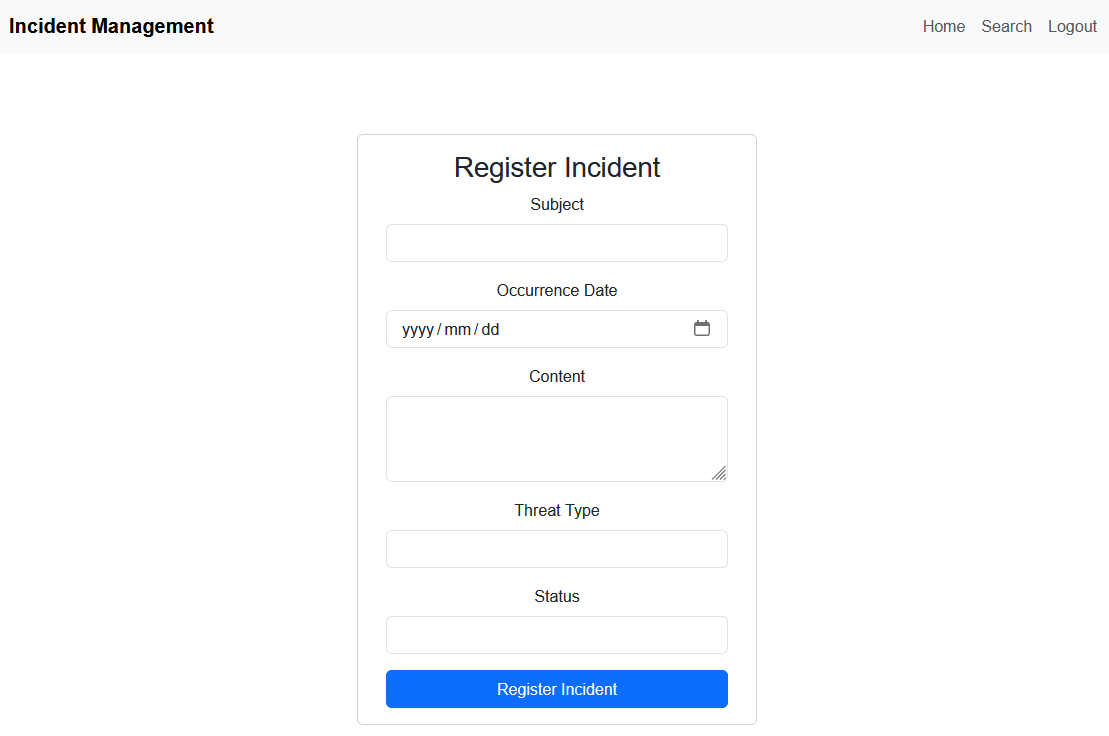 Incident Management Home Search Logout
Register Incident
Subject
Occurrence Date
yyyy/mm/dd
Content
Threat Type
Status
Register Incident